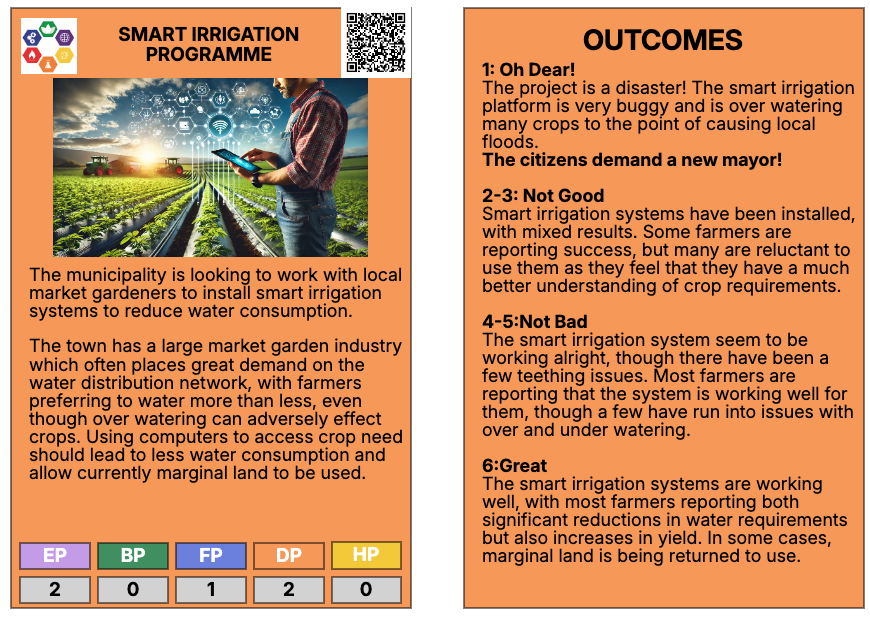 SMART IRRIGATION
PROGRAMME
The municipality is looking to work with local
market gardeners to install smart irrigation
systems to reduce water consumption.
The town has a large market garden industry
which often places great demand on the
water distribution network, with farmers
preferring to water more than less, even
though over watering can adversely effect
crops. Using computers to access crop need
should lead to less water consumption and
allow currently marginal land to be used.
EP BP FP DP HP
2 0 1 2 0
OUTCOMES
1: Oh Dear!
The project is a disaster! The smart irrigation
platform is very buggy and is over watering
many crops to the point of causing local
floods.
The citizens demand a new mayor!
2-3: Not Good
Smart irrigation systems have been installed,
with mixed results. Some farmers are
reporting success, but many are reluctant to
use them as they feel that they have a much
better understanding of crop requirements.
4-5:Not Bad
The smart irrigation system seem to be
working alright, though there have been a
few teething issues. Most farmers are
reporting that the system is working well for
them, though a few have run into issues with
over and under watering.
6:Great
The smart irrigation systems are working
well, with most farmers reporting both
significant reductions in water requirements
but also increases in yield. In some cases,
marginal land is being returned to use.